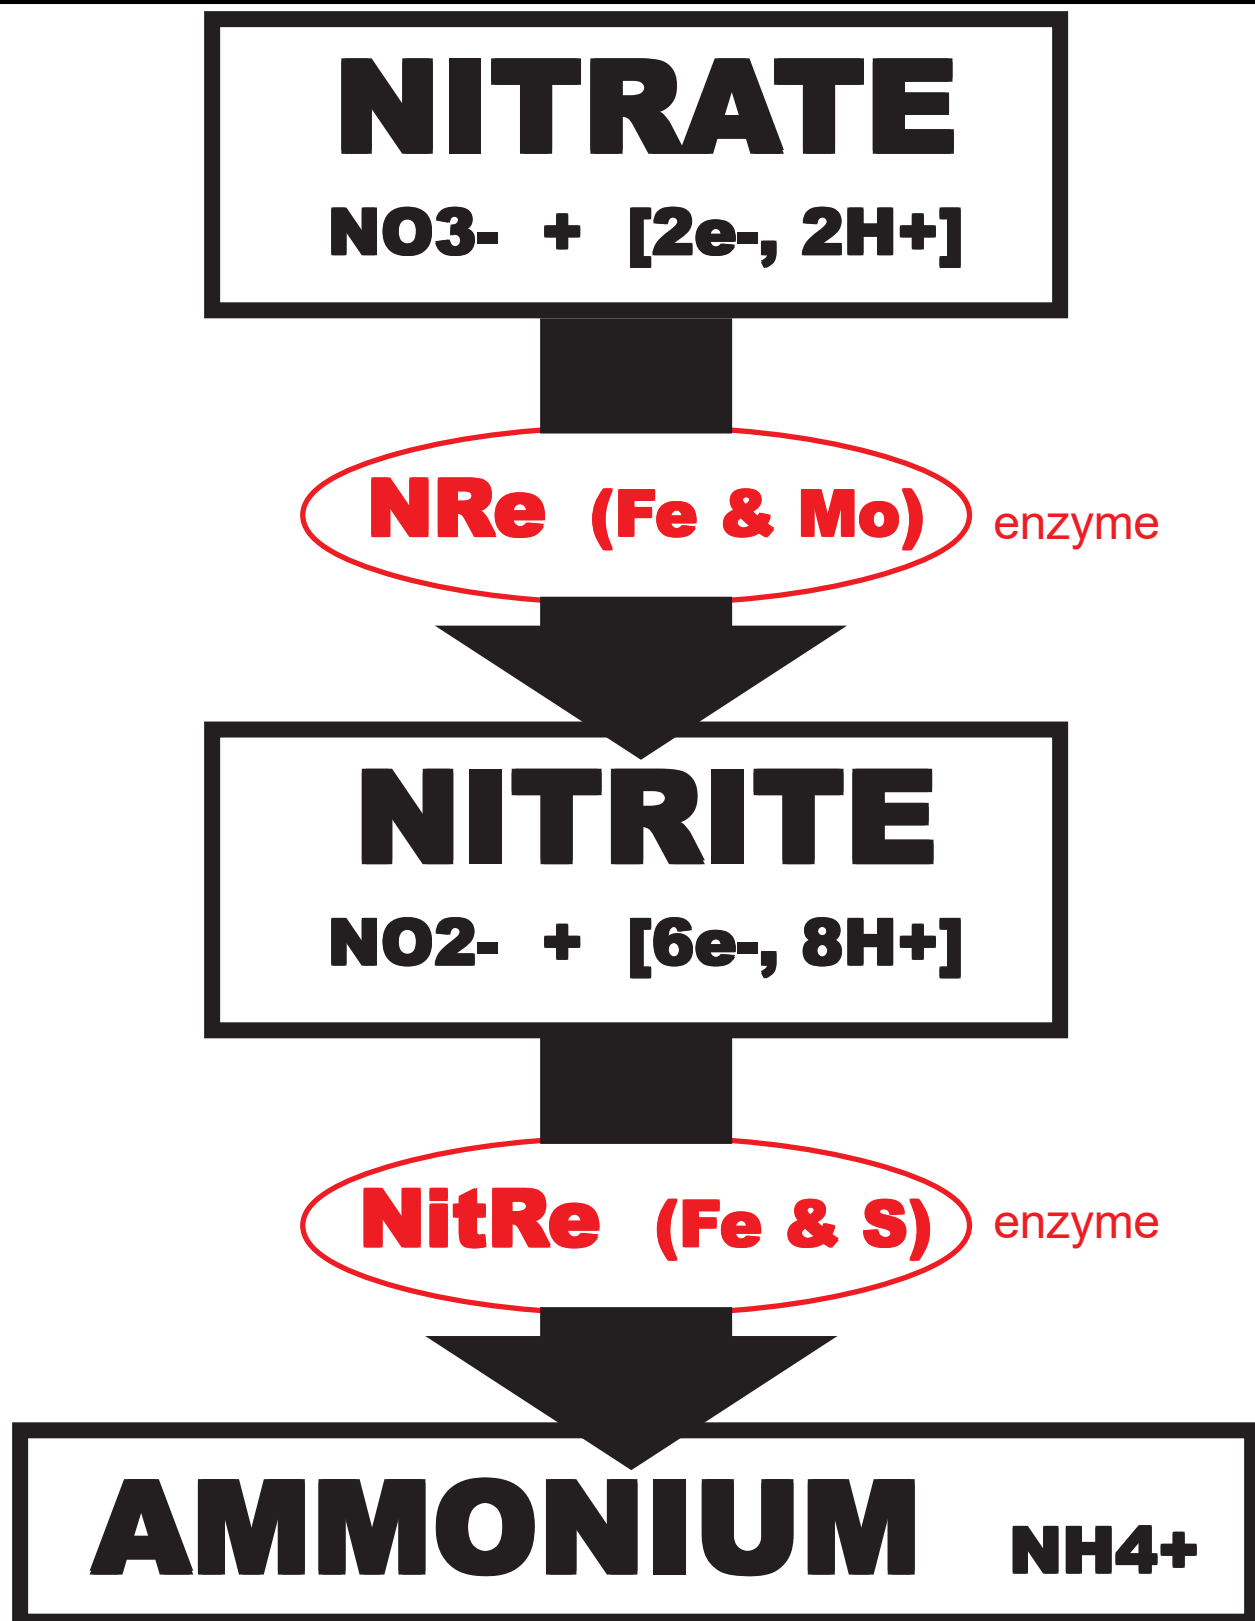 NITRATE
NO3- + [2e-, 2H+]
NRe (Fe & Mo) enzyme
NITRITE
NO2- + [6e-, 8H+]
NitRe (Fe & S) enzyme
AMMONIUM NH4+